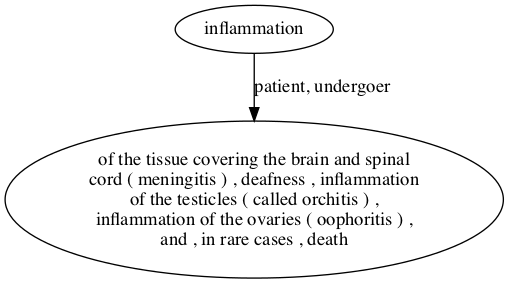 inflammation
patient, undergoer
of the tissue covering the brain and spinal
cord ( meningitis ) , deafness , inflammation
of the testicles ( called orchitis ) ,
inflammation of the ovaries ( oophoritis ) ,
and , in rare cases , death